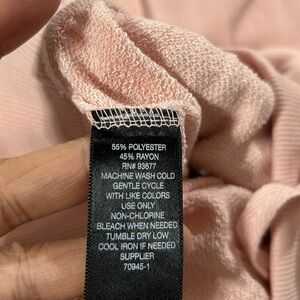 55% POLYESTER
45% RAYON
RN# 93677
MACHINE WASH COLD
GENTLE CYCLE
WITH LIKE COLORS
USE ONLY
NON-CHLORINE
BLEACH WHEN NEEDED
TUMBLE DRY LOW
COOL IRON IF NEEDED
SUPPLIER
70945-1